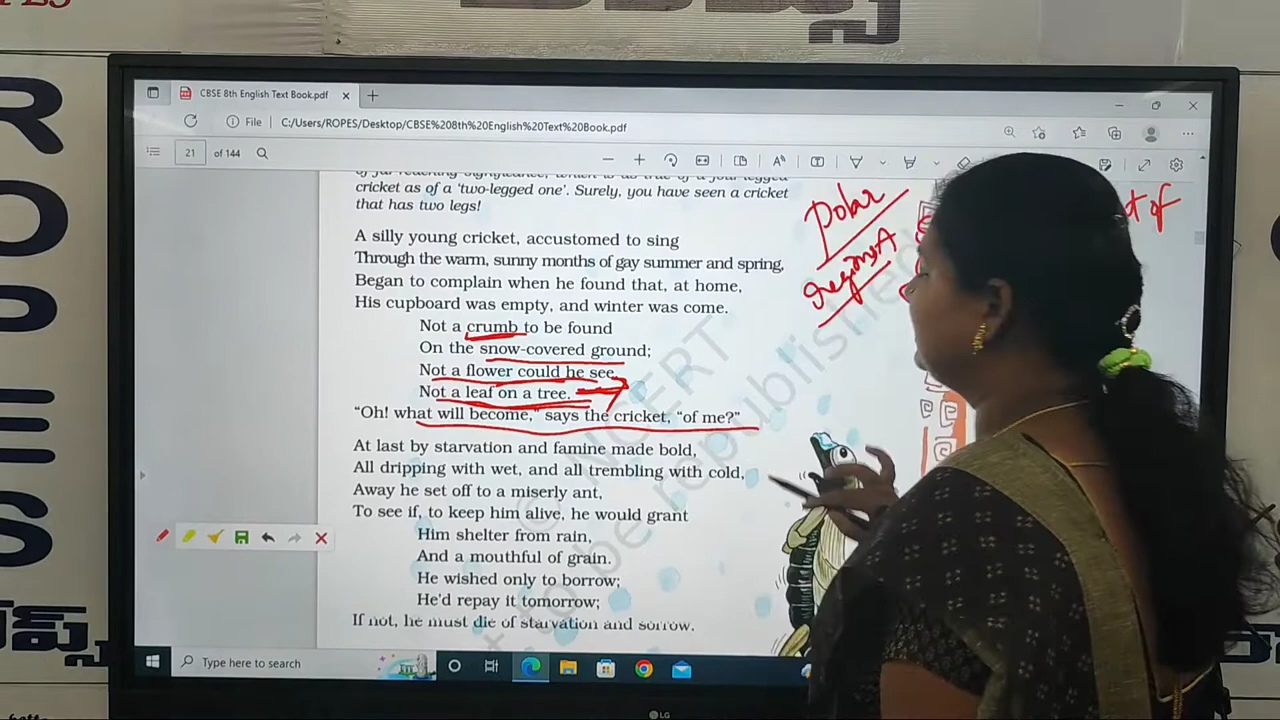 CBSE 8th English Text Book.pdf
File
C:/Users/ROPES/Desktop/CBSE%208th%20English%20Text%20Book.pdf
21 of 144
cricket as of a ‘two-legged one’. Surely, you have seen a cricket
that has two legs!
A silly young cricket, accustomed to sing
Through the warm, sunny months of gay summer and spring,
Began to complain when he found that, at home,
His cupboard was empty, and winter was come.
Not a crumb to be found
On the snow-covered ground;
Not a flower could he see,
Not a leaf on a tree.
“Oh! what will become,” says the cricket, “of me?”
At last by starvation and famine made bold,
All dripping with wet, and all trembling with cold,
Away he set off to a miserly ant,
To see if, to keep him alive, he would grant
Him shelter from rain,
And a mouthful of grain.
He wished only to borrow;
He’d repay it tomorrow;
If not, he must die of starvation and sorrow.
Polar
regions
of
© NCERT
Type here to search
LG
R
O
P
E
S